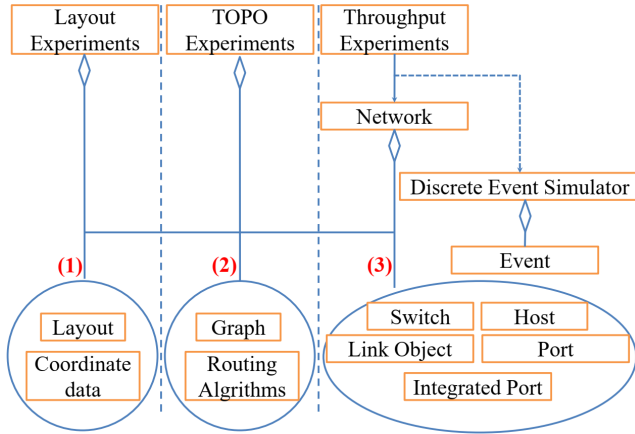 Layout
Experiments
TOPO
Experiments
Throughput
Experiments
Network
Discrete Event Simulator
Event
(1)
(2)
(3)
Layout
Coordinate
data
Graph
Routing
Algrithms
Switch
Host
Link Object
Port
Integrated Port